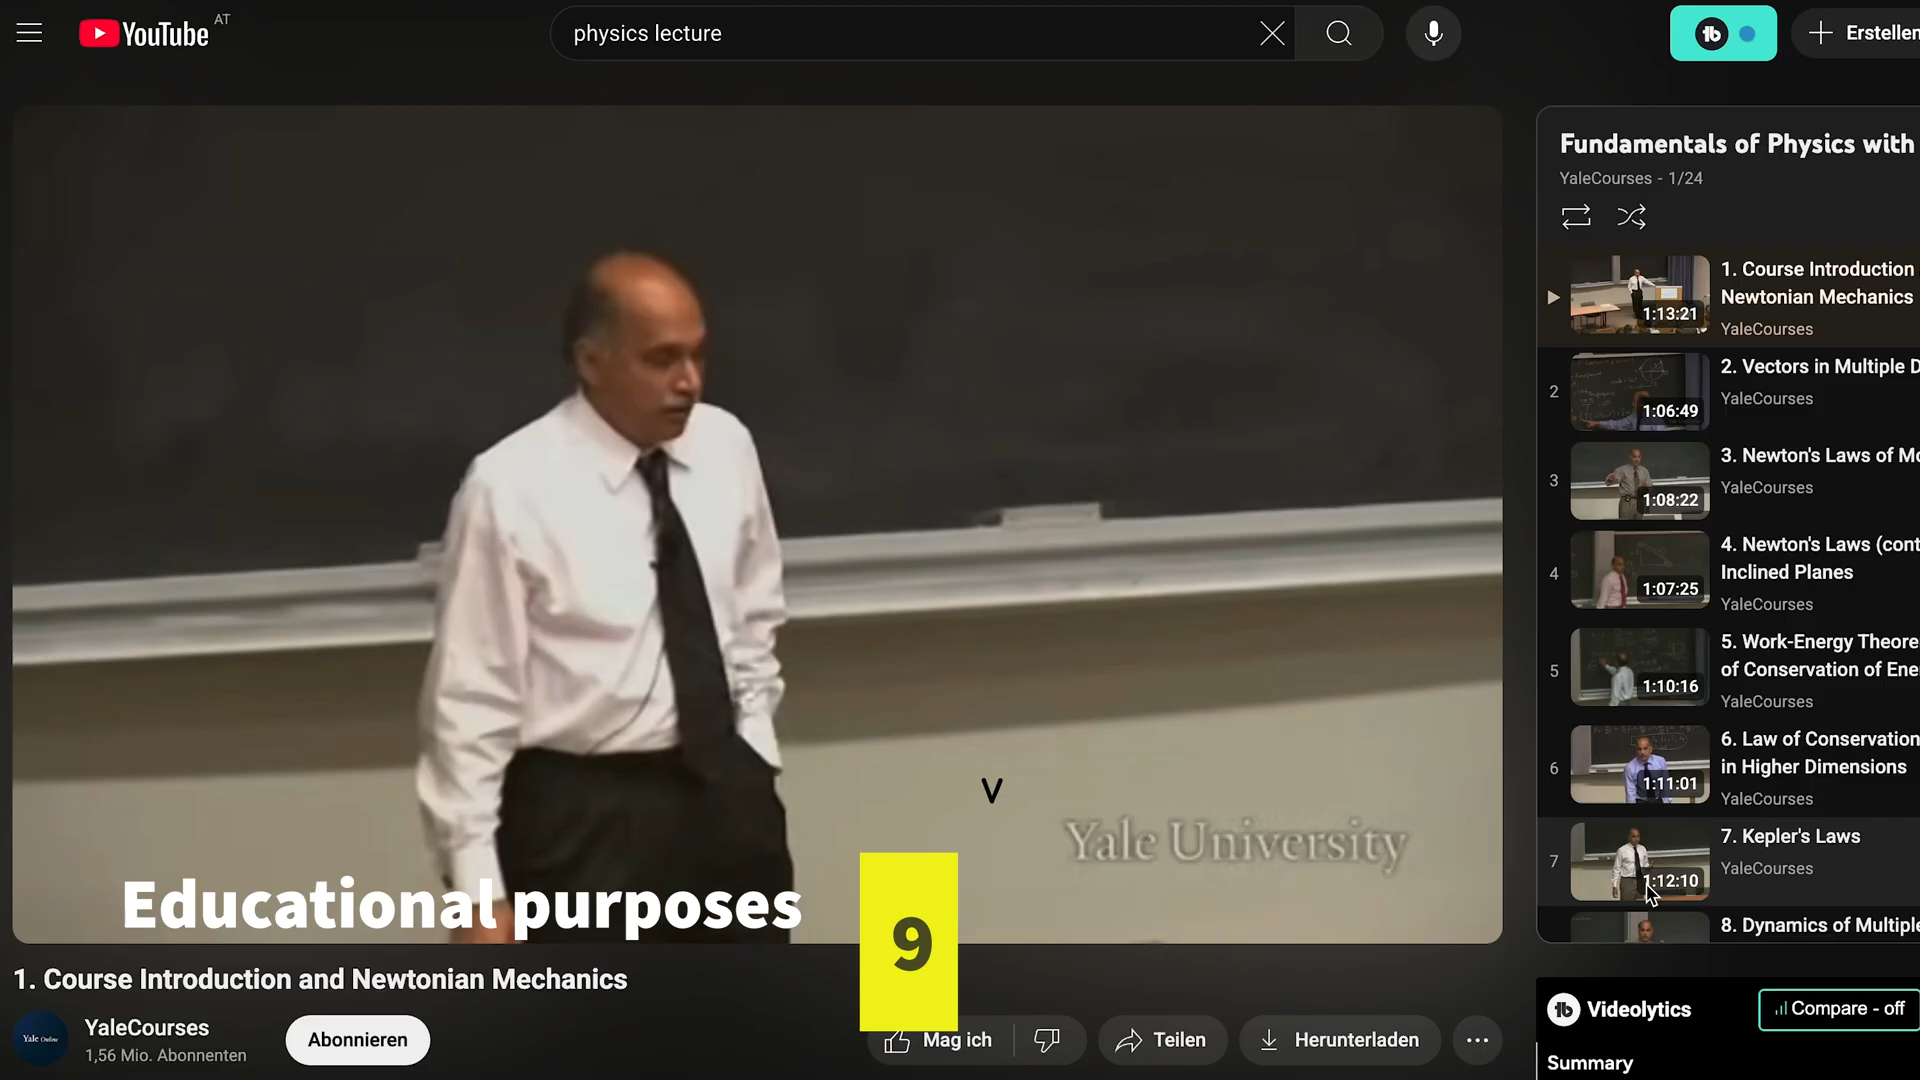 YouTube AT
physics lecture
Erstellen
Fundamentals of Physics with
YaleCourses - 1/24
1:13:21
1. Course Introduction
Newtonian Mechanics
YaleCourses
2
1:06:49
2. Vectors in Multiple D
YaleCourses
3
1:08:22
3. Newton's Laws of Mo
YaleCourses
4
1:07:25
4. Newton's Laws (cont
Inclined Planes
YaleCourses
5
1:10:16
5. Work-Energy Theore
of Conservation of Ene
YaleCourses
6
1:11:01
6. Law of Conservation
in Higher Dimensions
YaleCourses
7
1:12:10
7. Kepler's Laws
YaleCourses
8. Dynamics of Multiple
V
Yale University
Educational purposes
9
1. Course Introduction and Newtonian Mechanics
Yale Online
YaleCourses
1,56 Mio. Abonnenten
Abonnieren
Mag ich
Teilen
Herunterladen
Videolytics
Compare - off
Summary